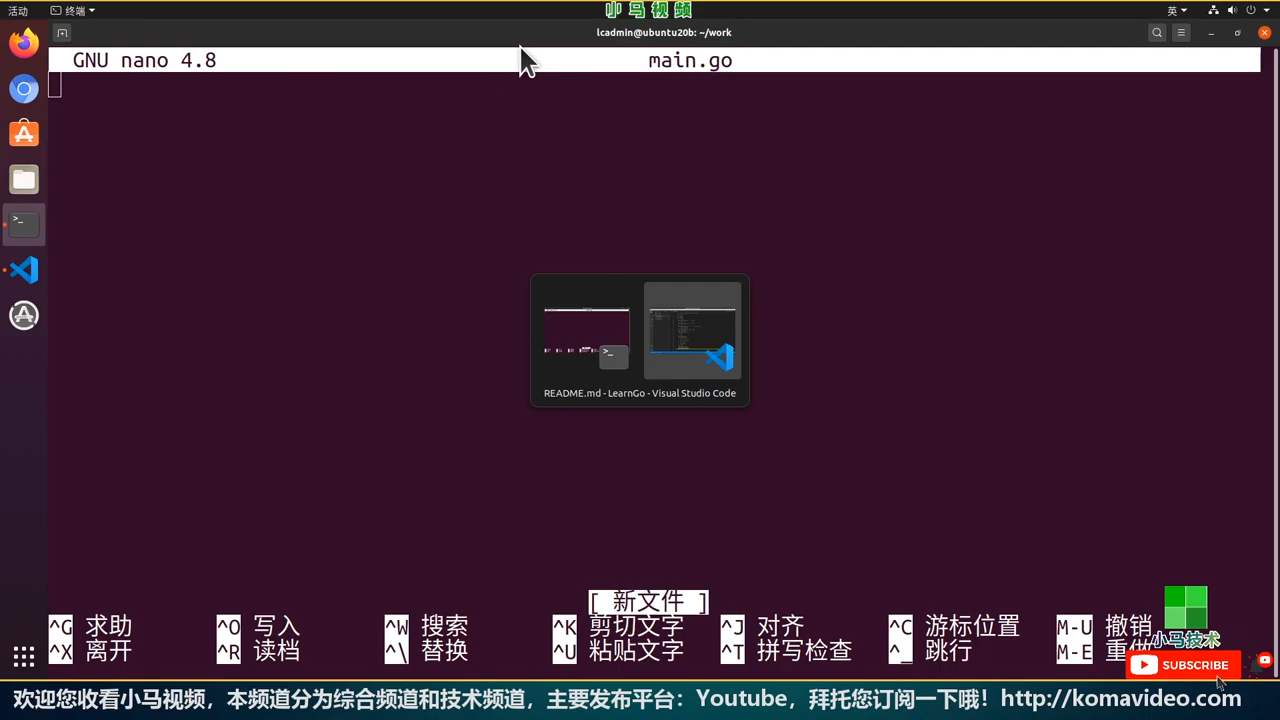 活动 终端 小马视频 英
lcadmin@ubuntu20b: ~/work
GNU nano 4.8 main.go
README.md - LearnGo - Visual Studio Code
[ 新文件 ]
^G 求助 ^O 写入 ^W 搜索 ^K 剪切文字 ^J 对齐 ^C 游标位置 M-U 撤销
^X 离开 ^R 读档 ^\ 替换 ^U 粘贴文字 ^T 拼写检查 ^_ 跳行 M-E 重做
小马技术
SUBSCRIBE
欢迎您收看小马视频，本频道分为综合频道和技术频道，主要发布平台：Youtube，拜托您订阅一下哦！http://komavideo.com